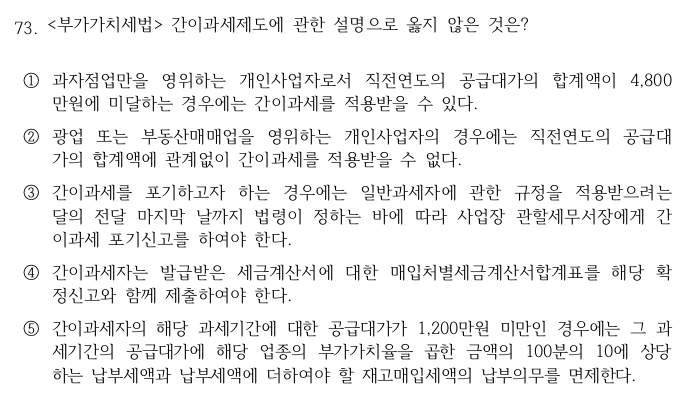 73. <부가가치세법> 간이과세제도에 관한 설명으로 옳지 않은 것은?
① 과자점업만을 영위하는 개인사업자로서 직전연도의 공급대가의 합계액이 4,800
만원에 미달하는 경우에는 간이과세를 적용받을 수 있다.
② 광업 또는 부동산매매업을 영위하는 개인사업자의 경우에는 직전연도의 공급대
가의 합계액에 관계없이 간이과세를 적용받을 수 없다.
③ 간이과세를 포기하고자 하는 경우에는 일반과세자에 관한 규정을 적용받으려는
달의 전달 마지막 날까지 법령이 정하는 바에 따라 사업장 관할세무서장에게 간
이과세 포기신고를 하여야 한다.
④ 간이과세자는 발급받은 세금계산서에 대한 매입처별세금계산서합계표를 해당 확
정신고와 함께 제출하여야 한다.
⑤ 간이과세자의 해당 과세기간에 대한 공급대가가 1,200만원 미만인 경우에는 그 과
세기간의 공급대가에 해당 업종의 부가가치율을 곱한 금액의 100분의 10에 상당
하는 납부세액과 납부세액에 더하여야 할 재고매입세액의 납부의무를 면제한다.